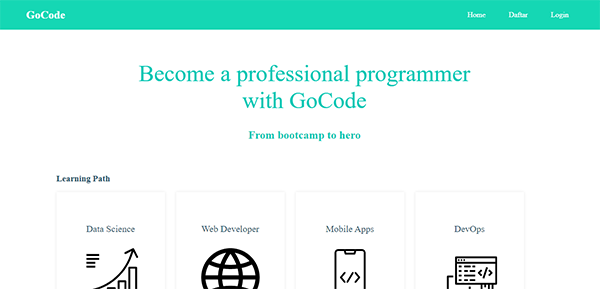 GoCode
Home Daftar Login
Become a professional programmer
with GoCode
From bootcamp to hero
Learning Path
Data Science Web Developer Mobile Apps DevOps